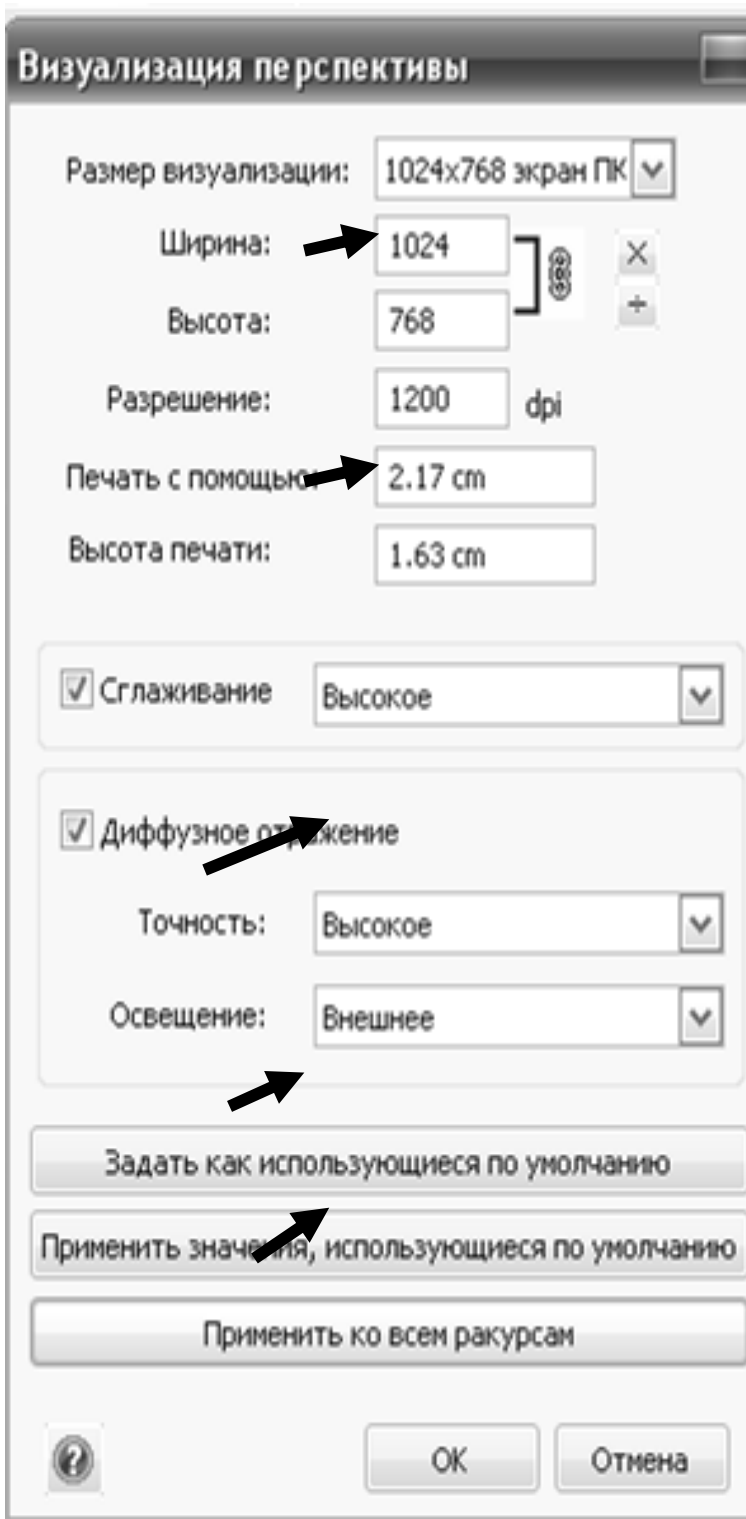 Визуализация перспективы
Размер визуализации: 1024x768 экран ПК
Ширина: 1024
Высота: 768
Разрешение: 1200 dpi
Печать с помощью: 2.17 cm
Высота печати: 1.63 cm
Сглаживание Высокое
Диффузное отражение
Точность: Высокое
Освещение: Внешнее
Задать как использующиеся по умолчанию
Применить значения, использующиеся по умолчанию
Применить ко всем ракурсам
OK Отмена